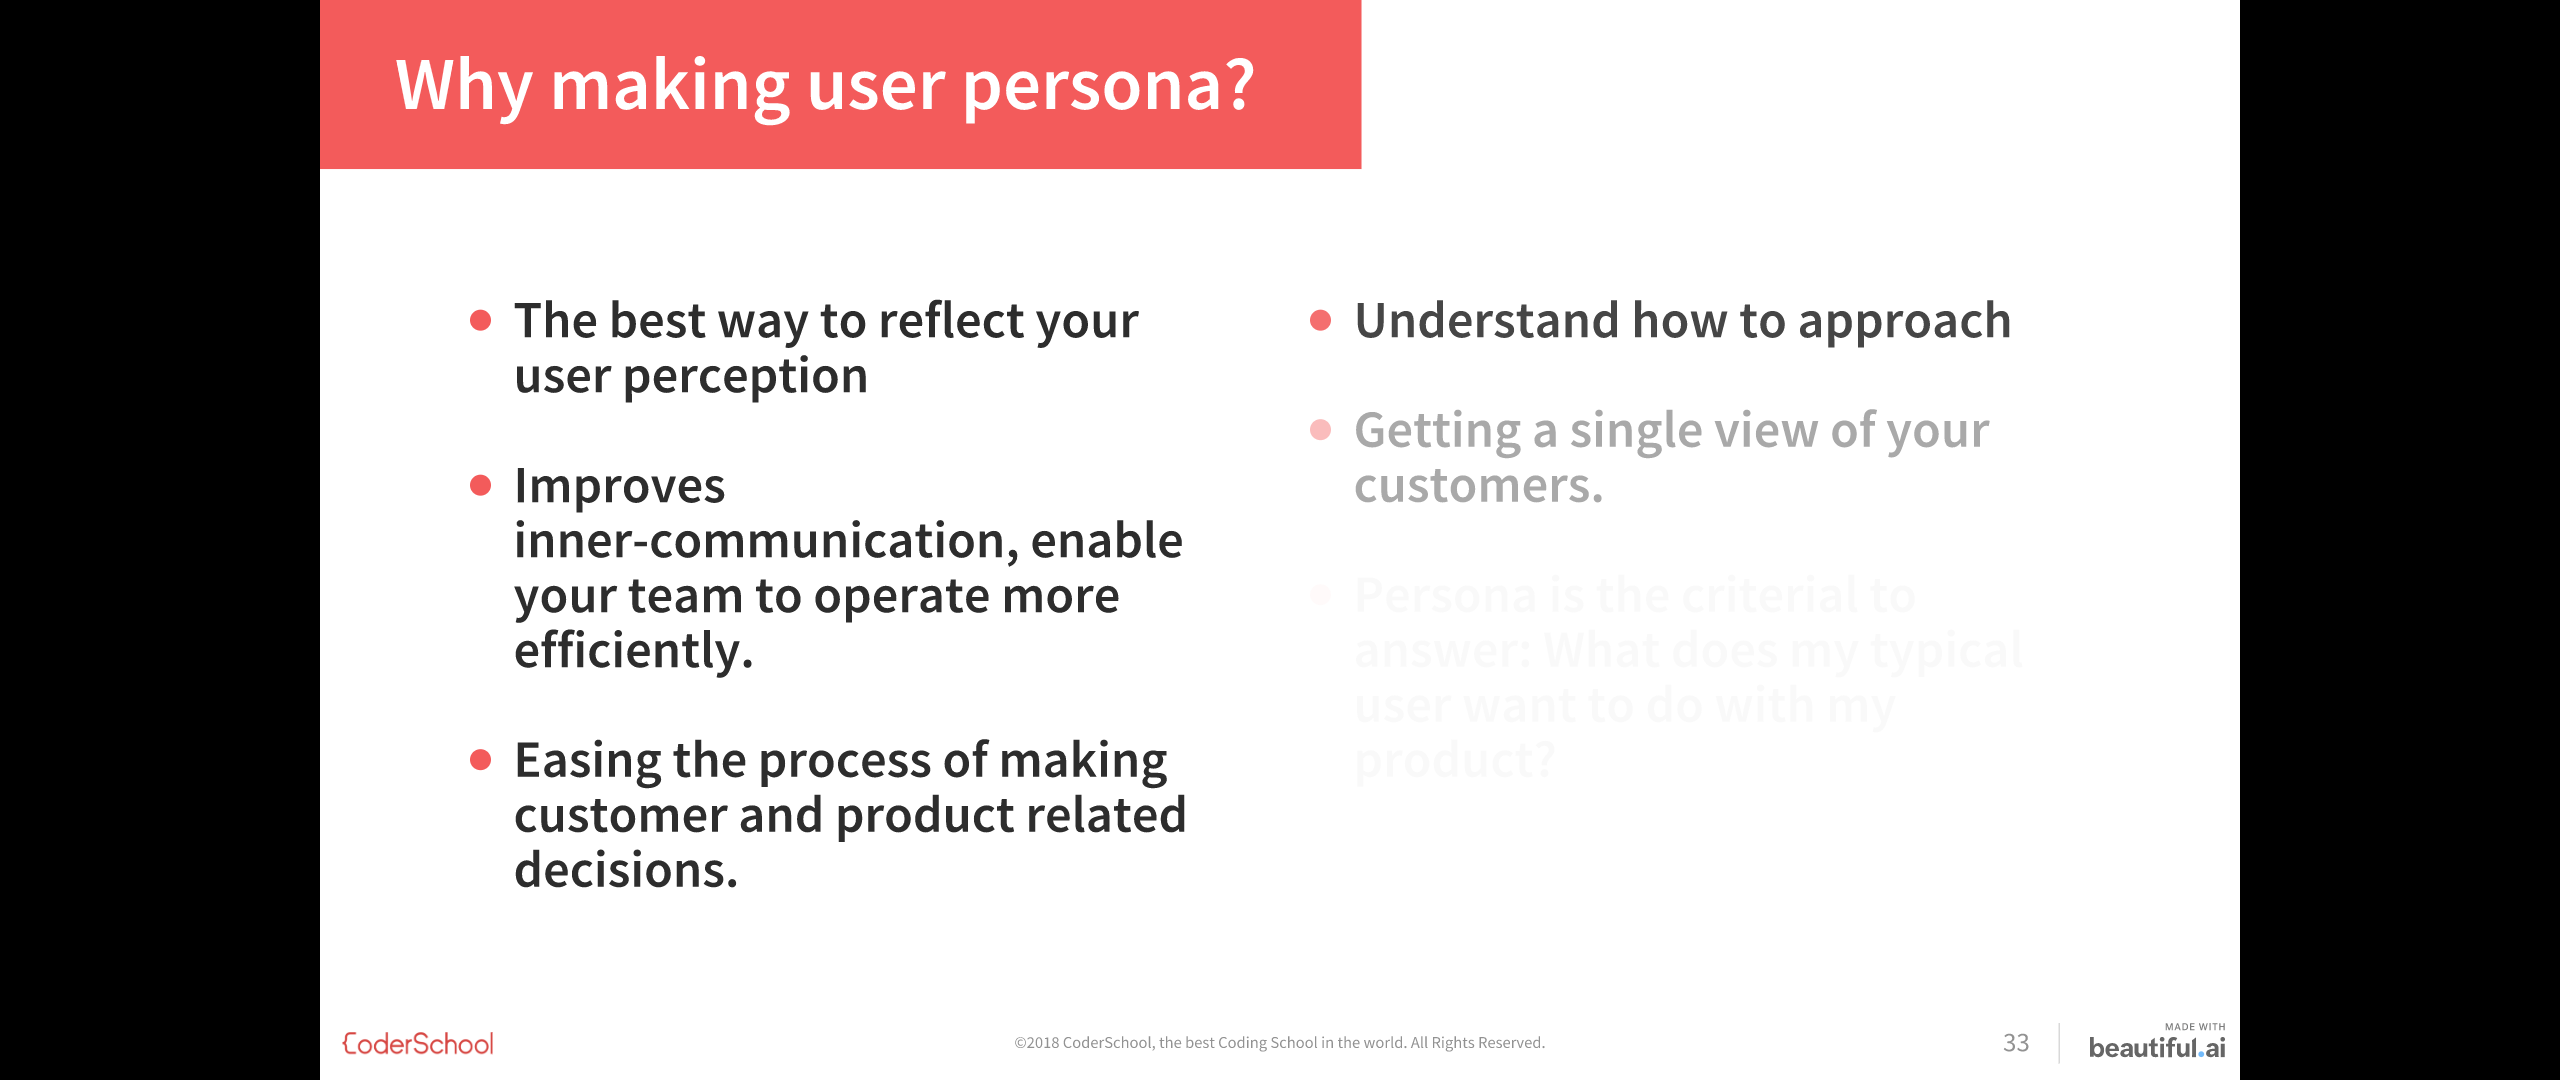 Why making user persona?
The best way to reflect your
user perception
Improves
inner-communication, enable
your team to operate more
efficiently.
Easing the process of making
customer and product related
decisions.
Understand how to approach
Getting a single view of your
customers.
Persona is the criterial to
answer: What does my typical
user want to do with my
product?
CoderSchool
©2018 CoderSchool, the best Coding School in the world. All Rights Reserved.
33
MADE WITH
beautiful.ai